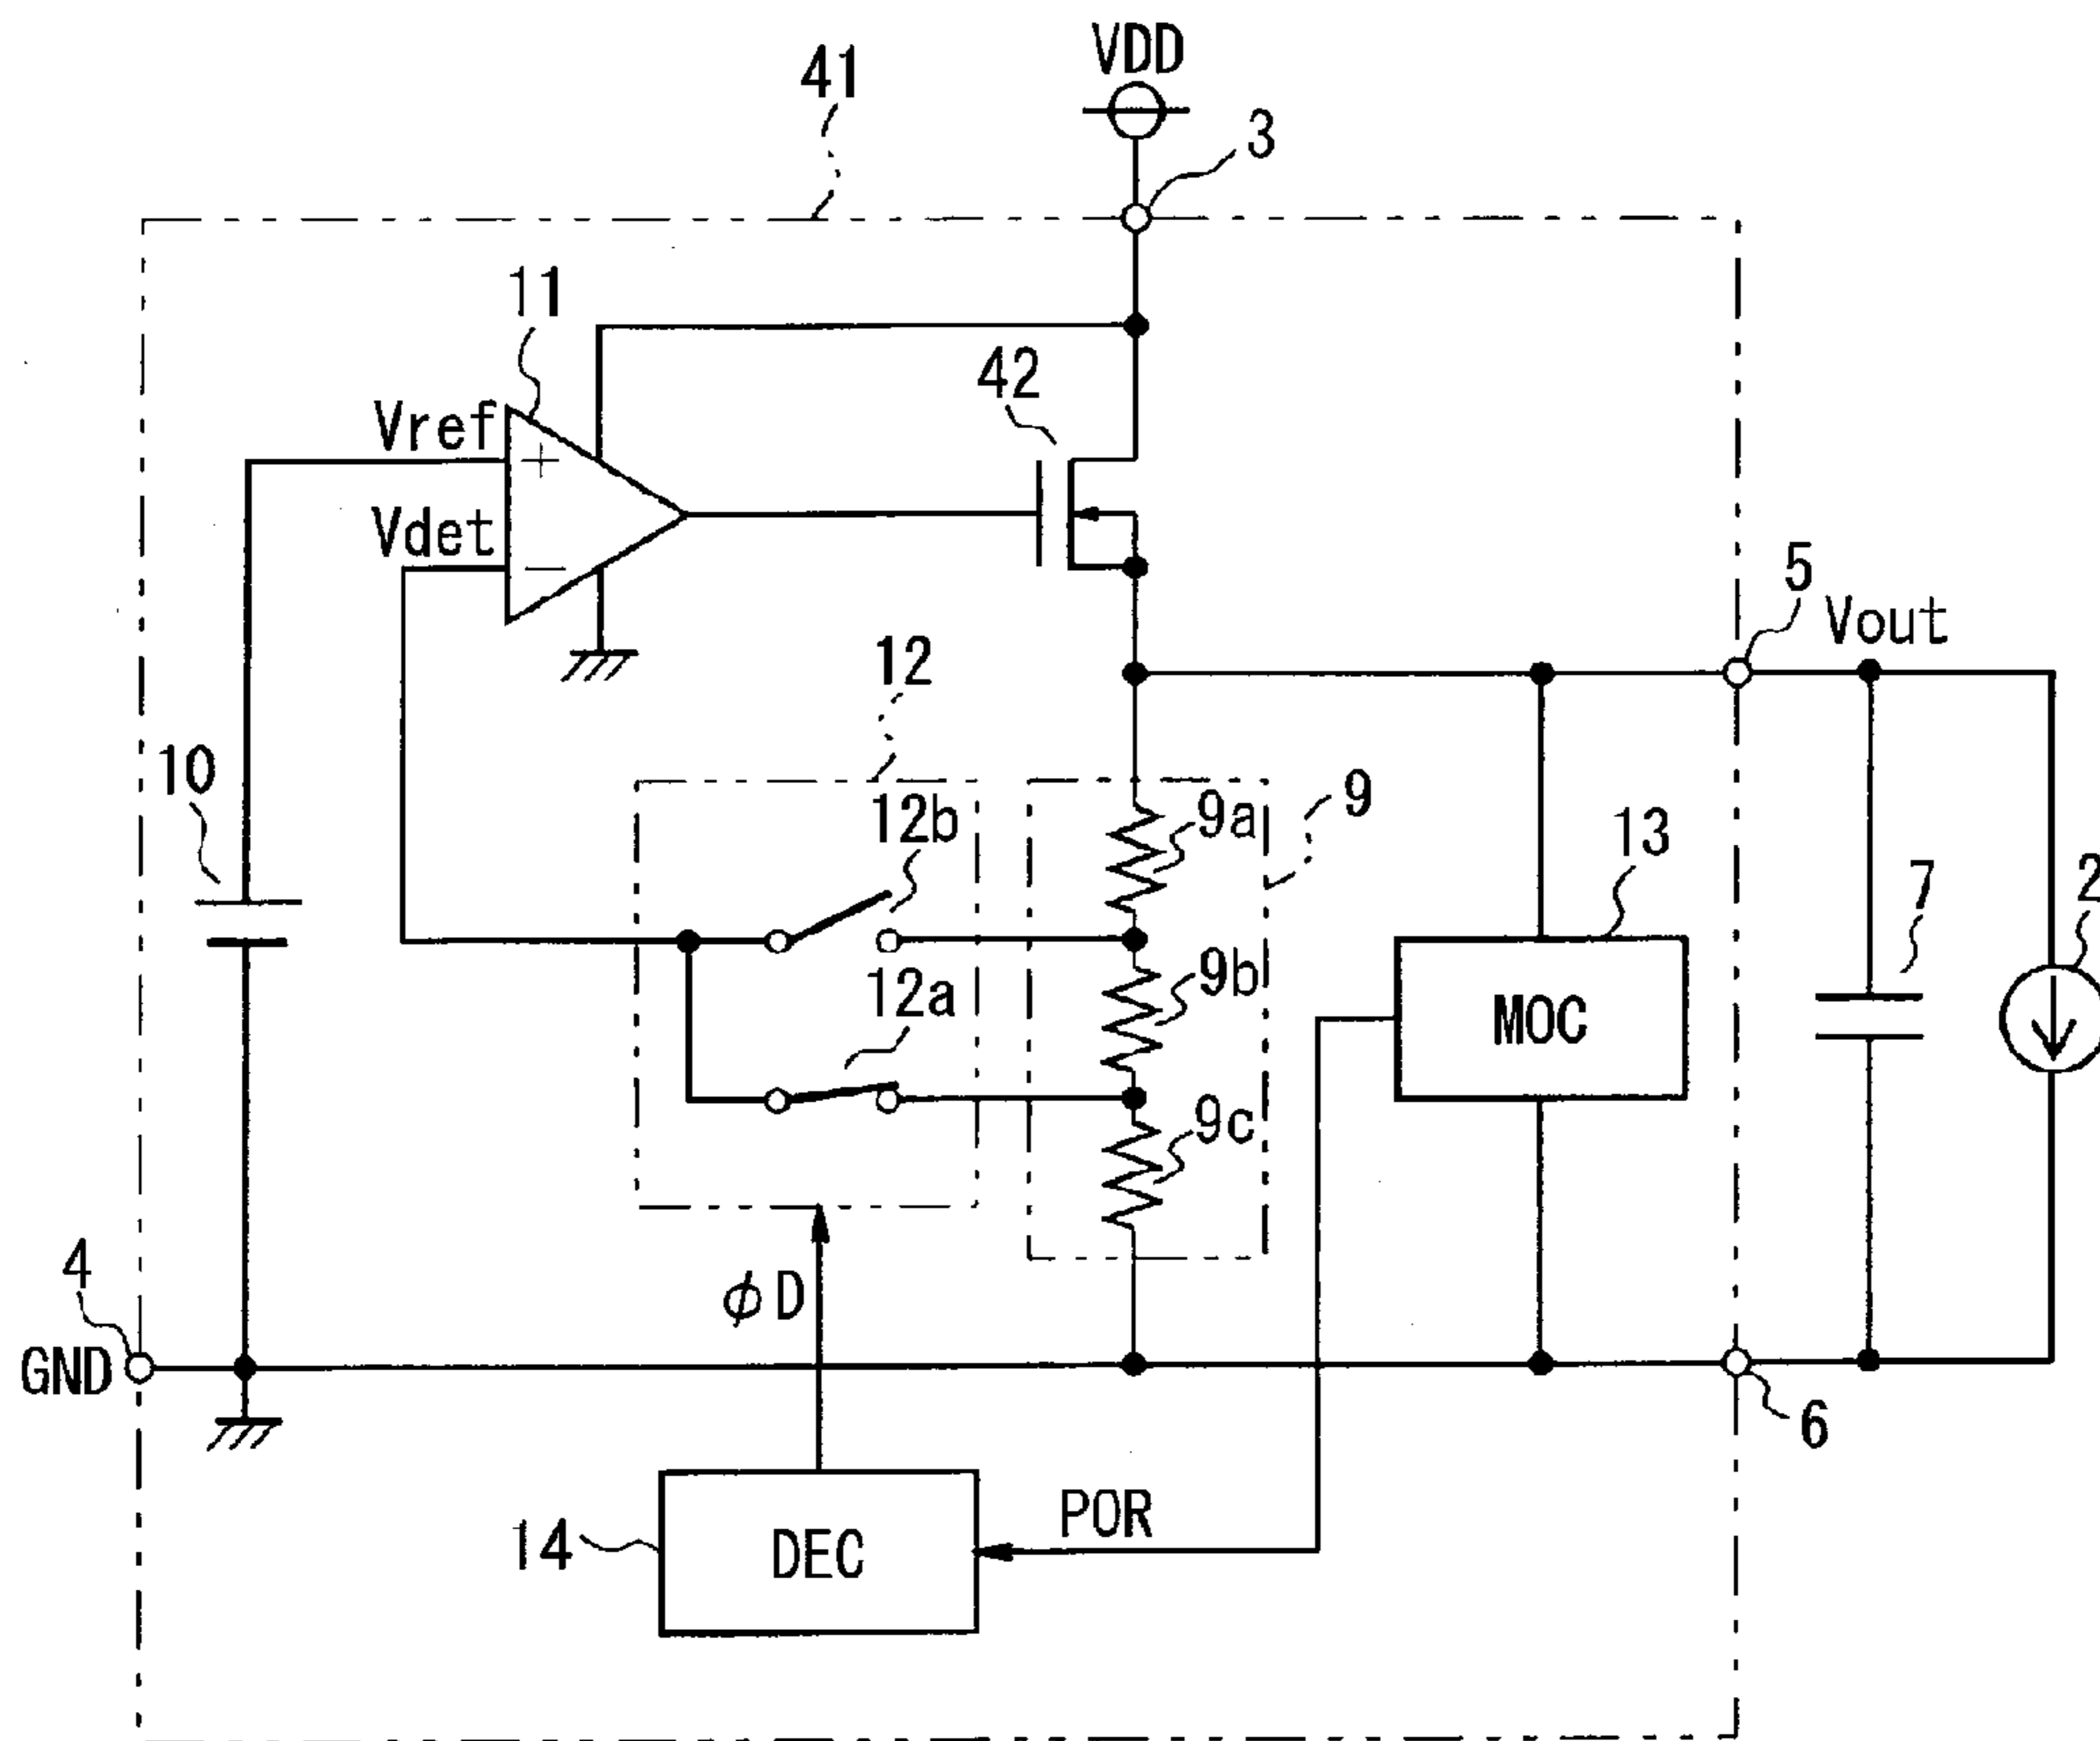 VDD
41
3
11
42
Vref
+
Vdet
−
5
Vout
12
10
12b
9a
9
13
7
2
12a
9b
MOC
9c
4
φD
GND
6
14
DEC
POR